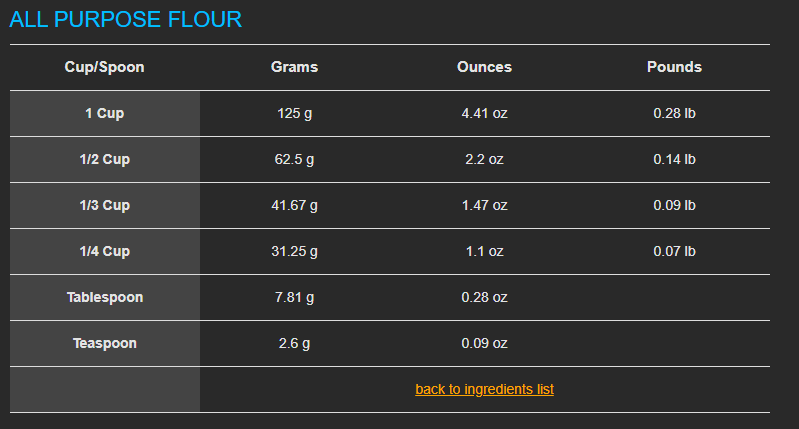 ALL PURPOSE FLOUR
Cup/Spoon Grams Ounces Pounds
1 Cup 125 g 4.41 oz 0.28 lb
1/2 Cup 62.5 g 2.2 oz 0.14 lb
1/3 Cup 41.67 g 1.47 oz 0.09 lb
1/4 Cup 31.25 g 1.1 oz 0.07 lb
Tablespoon 7.81 g 0.28 oz
Teaspoon 2.6 g 0.09 oz
back to ingredients list